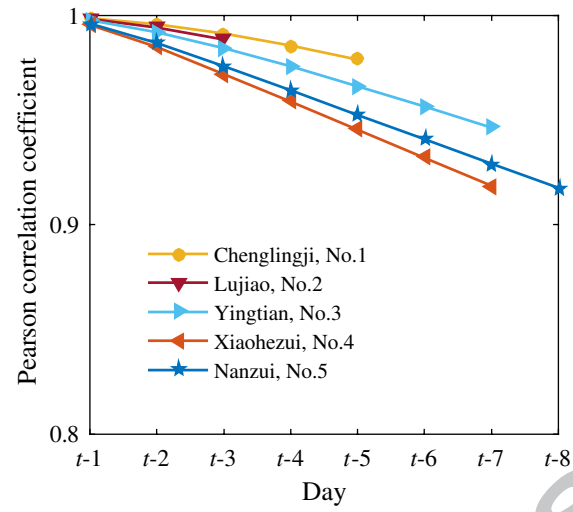 1
0.9
0.8
Pearson correlation coefficient
Chenglingji, No.1
Lujiao, No.2
Yingtian, No.3
Xiaohezui, No.4
Nanzui, No.5
t-1 t-2 t-3 t-4 t-5 t-6 t-7 t-8
Day